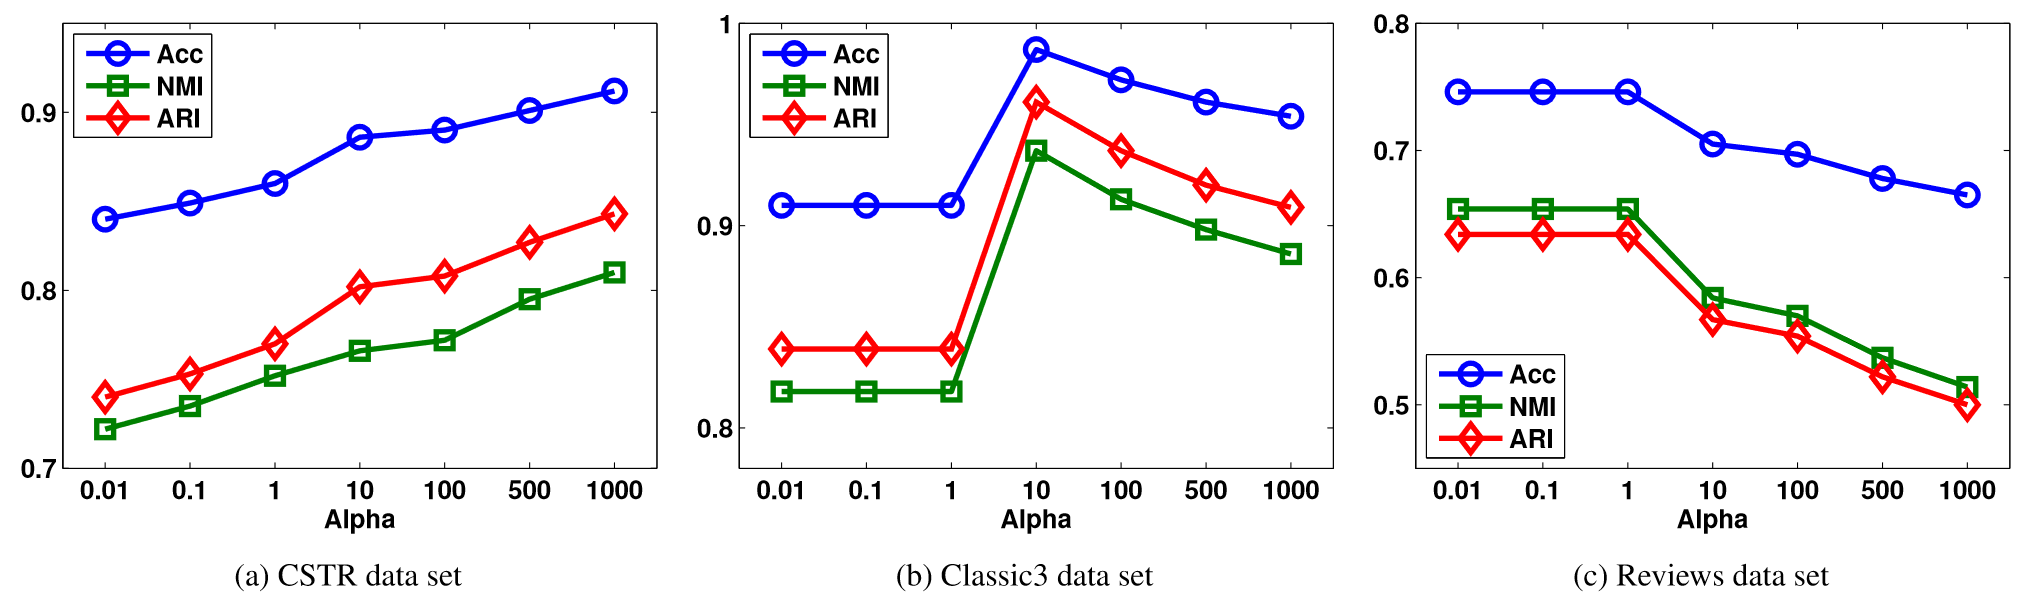 Acc
NMI
ARI
0.9
0.8
0.7
0.01 0.1 1 10 100 500 1000
Alpha
(a) CSTR data set
1
Acc
NMI
ARI
0.9
0.8
0.01 0.1 1 10 100 500 1000
Alpha
(b) Classic3 data set
0.8
0.7
0.6
0.5
Acc
NMI
ARI
0.01 0.1 1 10 100 500 1000
Alpha
(c) Reviews data set